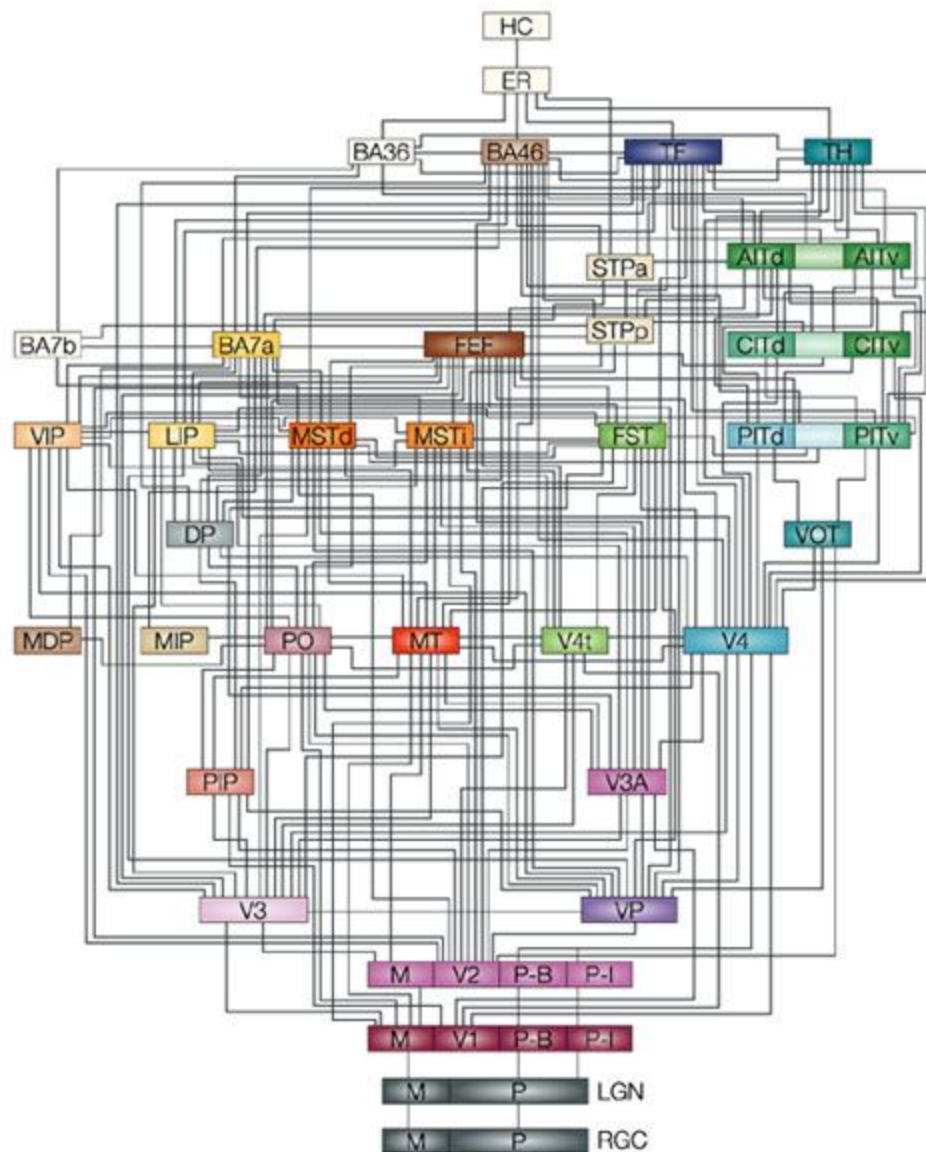 HC
ER
BA36 BA46 TF TH
AITd AITv
STPa
STPp
BA7b BA7a FEF CITd CITv
VIP LIP MSTd MSTi FST PITd PITv
DP VOT
MDP MIP PO MT V4t V4
PIP V3A
V3 VP
M V2 P-B P-I
M V1 P-B P-I
M P LGN
M P RGC